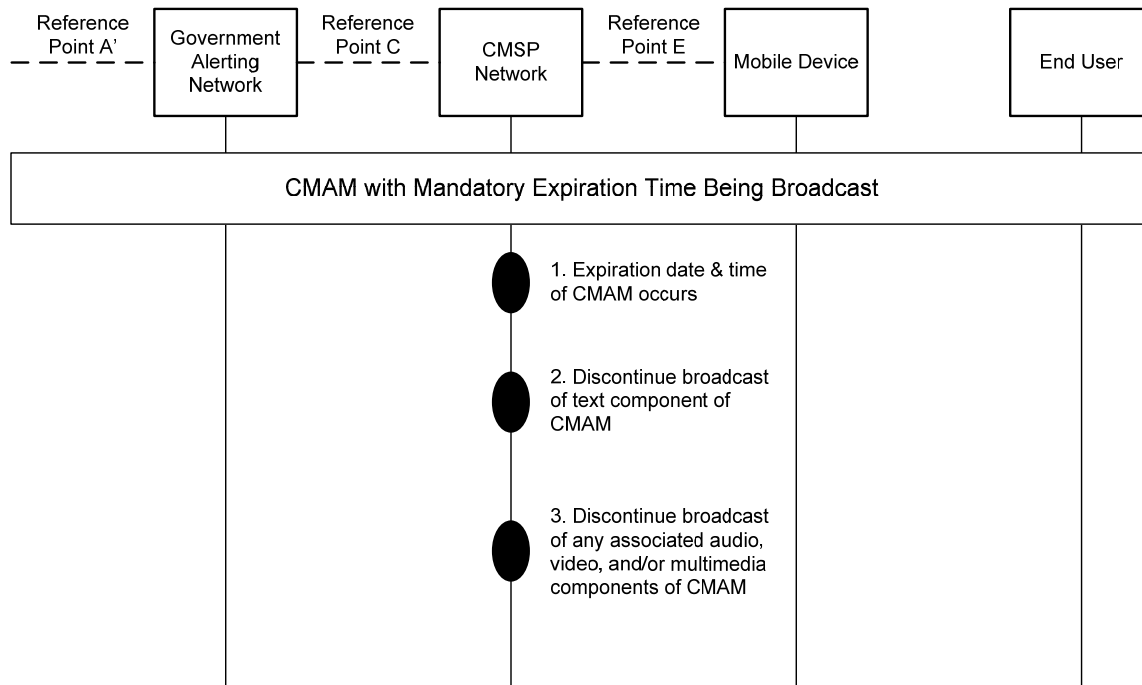 Reference
Point A’
Government
Alerting
Network
Reference
Point C
CMSP
Network
Reference
Point E
Mobile Device
End User
CMAM with Mandatory Expiration Time Being Broadcast
1. Expiration date & time
of CMAM occurs
2. Discontinue broadcast
of text component of
CMAM
3. Discontinue broadcast
of any associated audio,
video, and/or multimedia
components of CMAM